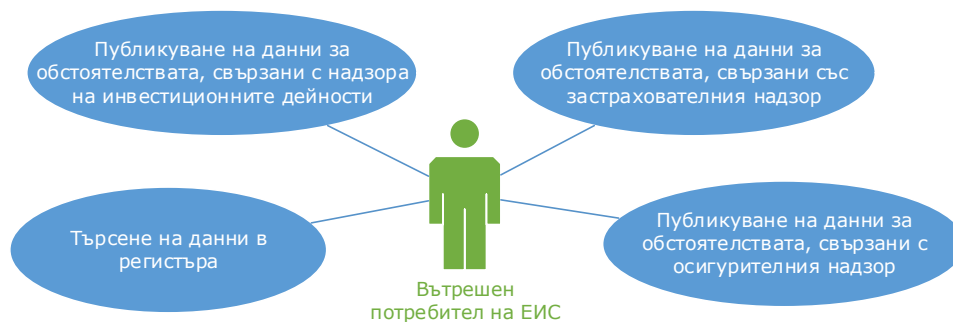 Публикуване на данни за
обстоятелствата, свързани с надзора
на инвестиционните дейности
Публикуване на данни за
обстоятелствата, свързани със
застрахователния надзор
Търсене на данни в
регистъра
Публикуване на данни за
обстоятелствата, свързани с
осигурителния надзор
Вътрешен
потребител на ЕИС